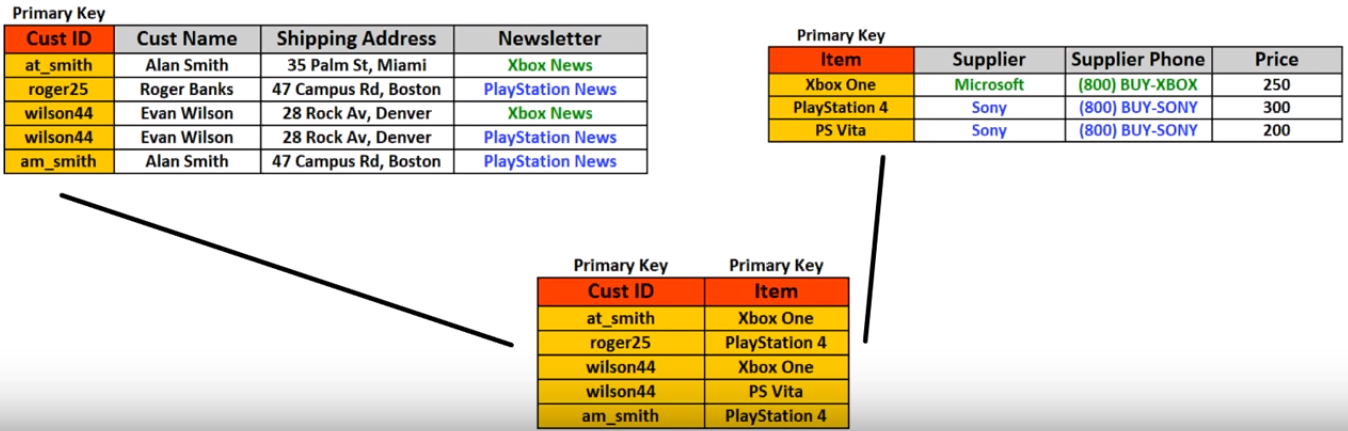 Primary Key
Cust ID Cust Name Shipping Address Newsletter
at_smith Alan Smith 35 Palm St, Miami Xbox News
roger25 Roger Banks 47 Campus Rd, Boston PlayStation News
wilson44 Evan Wilson 28 Rock Av, Denver Xbox News
wilson44 Evan Wilson 28 Rock Av, Denver PlayStation News
am_smith Alan Smith 47 Campus Rd, Boston PlayStation News
Primary Key
Item Supplier Supplier Phone Price
Xbox One Microsoft (800) BUY-XBOX 250
PlayStation 4 Sony (800) BUY-SONY 300
PS Vita Sony (800) BUY-SONY 200
Primary Key Primary Key
Cust ID Item
at_smith Xbox One
roger25 PlayStation 4
wilson44 Xbox One
wilson44 PS Vita
am_smith PlayStation 4